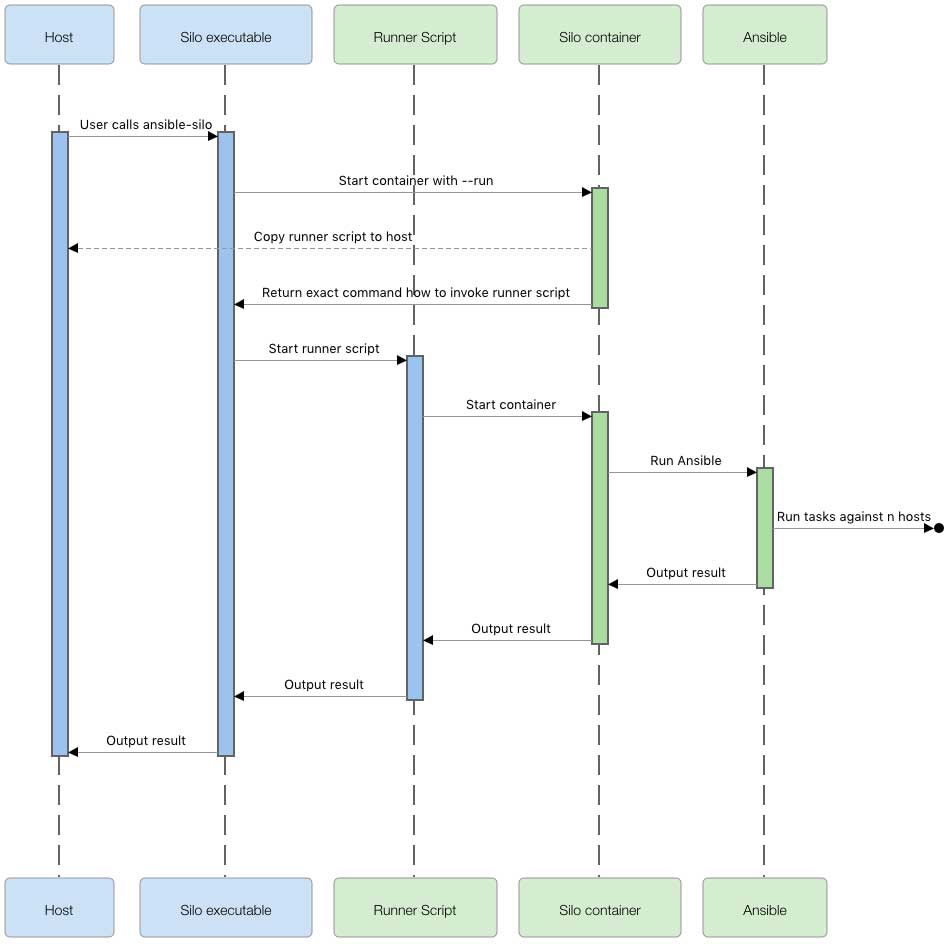 Host
Silo executable
Runner Script
Silo container
Ansible
User calls ansible-silo
Start container with --run
Copy runner script to host
Return exact command how to invoke runner script
Start runner script
Start container
Run Ansible
Run tasks against n hosts
Output result
Output result
Output result
Output result
Host
Silo executable
Runner Script
Silo container
Ansible